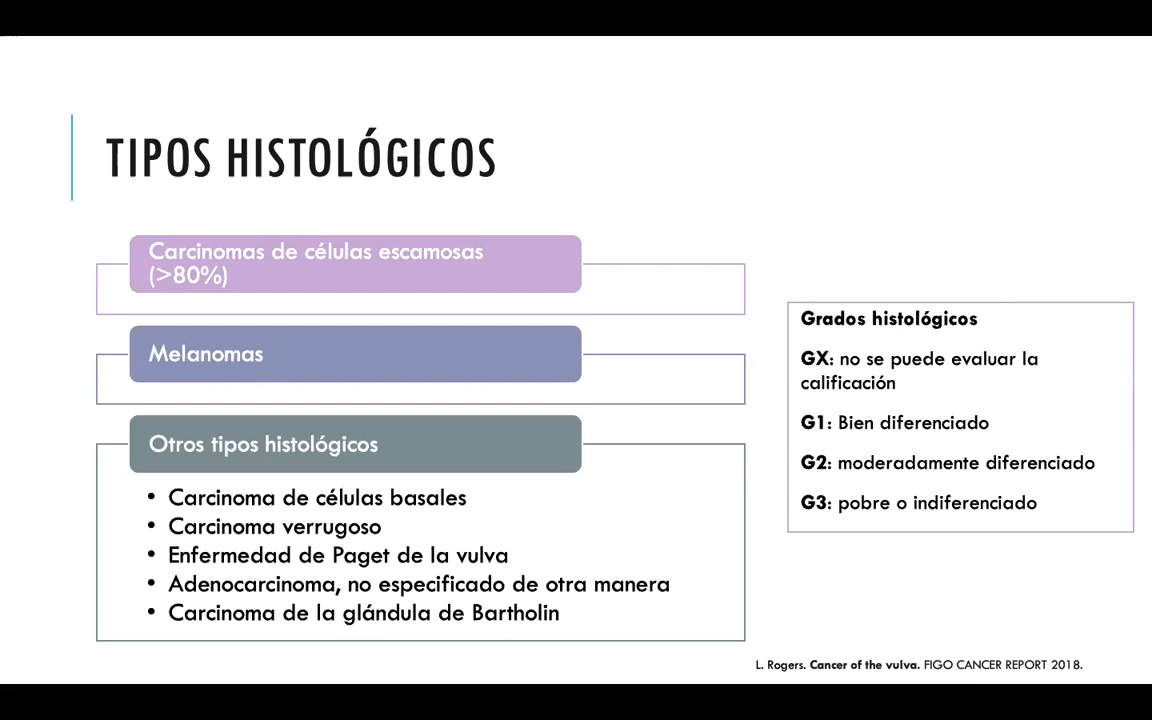 TIPOS HISTOLÓGICOS
Carcinomas de células escamosas
(>80%)
Melanomas
Otros tipos histológicos
• Carcinoma de células basales
• Carcinoma verrugoso
• Enfermedad de Paget de la vulva
• Adenocarcinoma, no especificado de otra manera
• Carcinoma de la glándula de Bartholin
Grados histológicos
GX: no se puede evaluar la
calificación
G1: Bien diferenciado
G2: moderadamente diferenciado
G3: pobre o indiferenciado
L. Rogers. Cancer of the vulva. FIGO CANCER REPORT 2018.